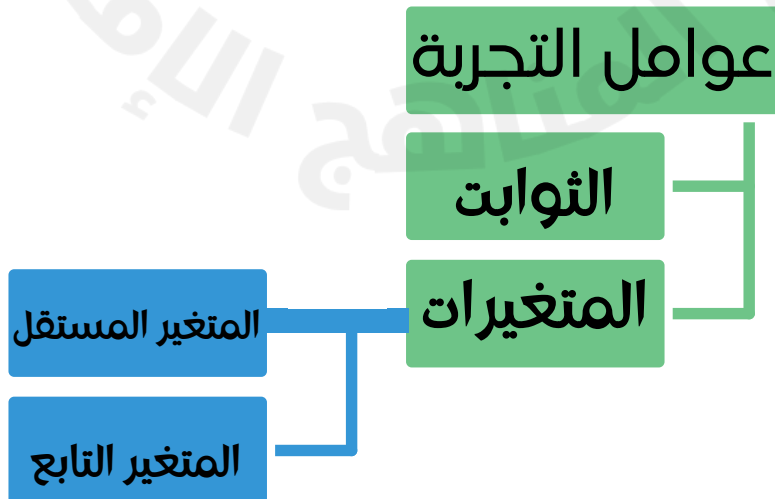 عوامل التجربة
الثوابت
المتغيرات
المتغير المستقل
المتغير التابع